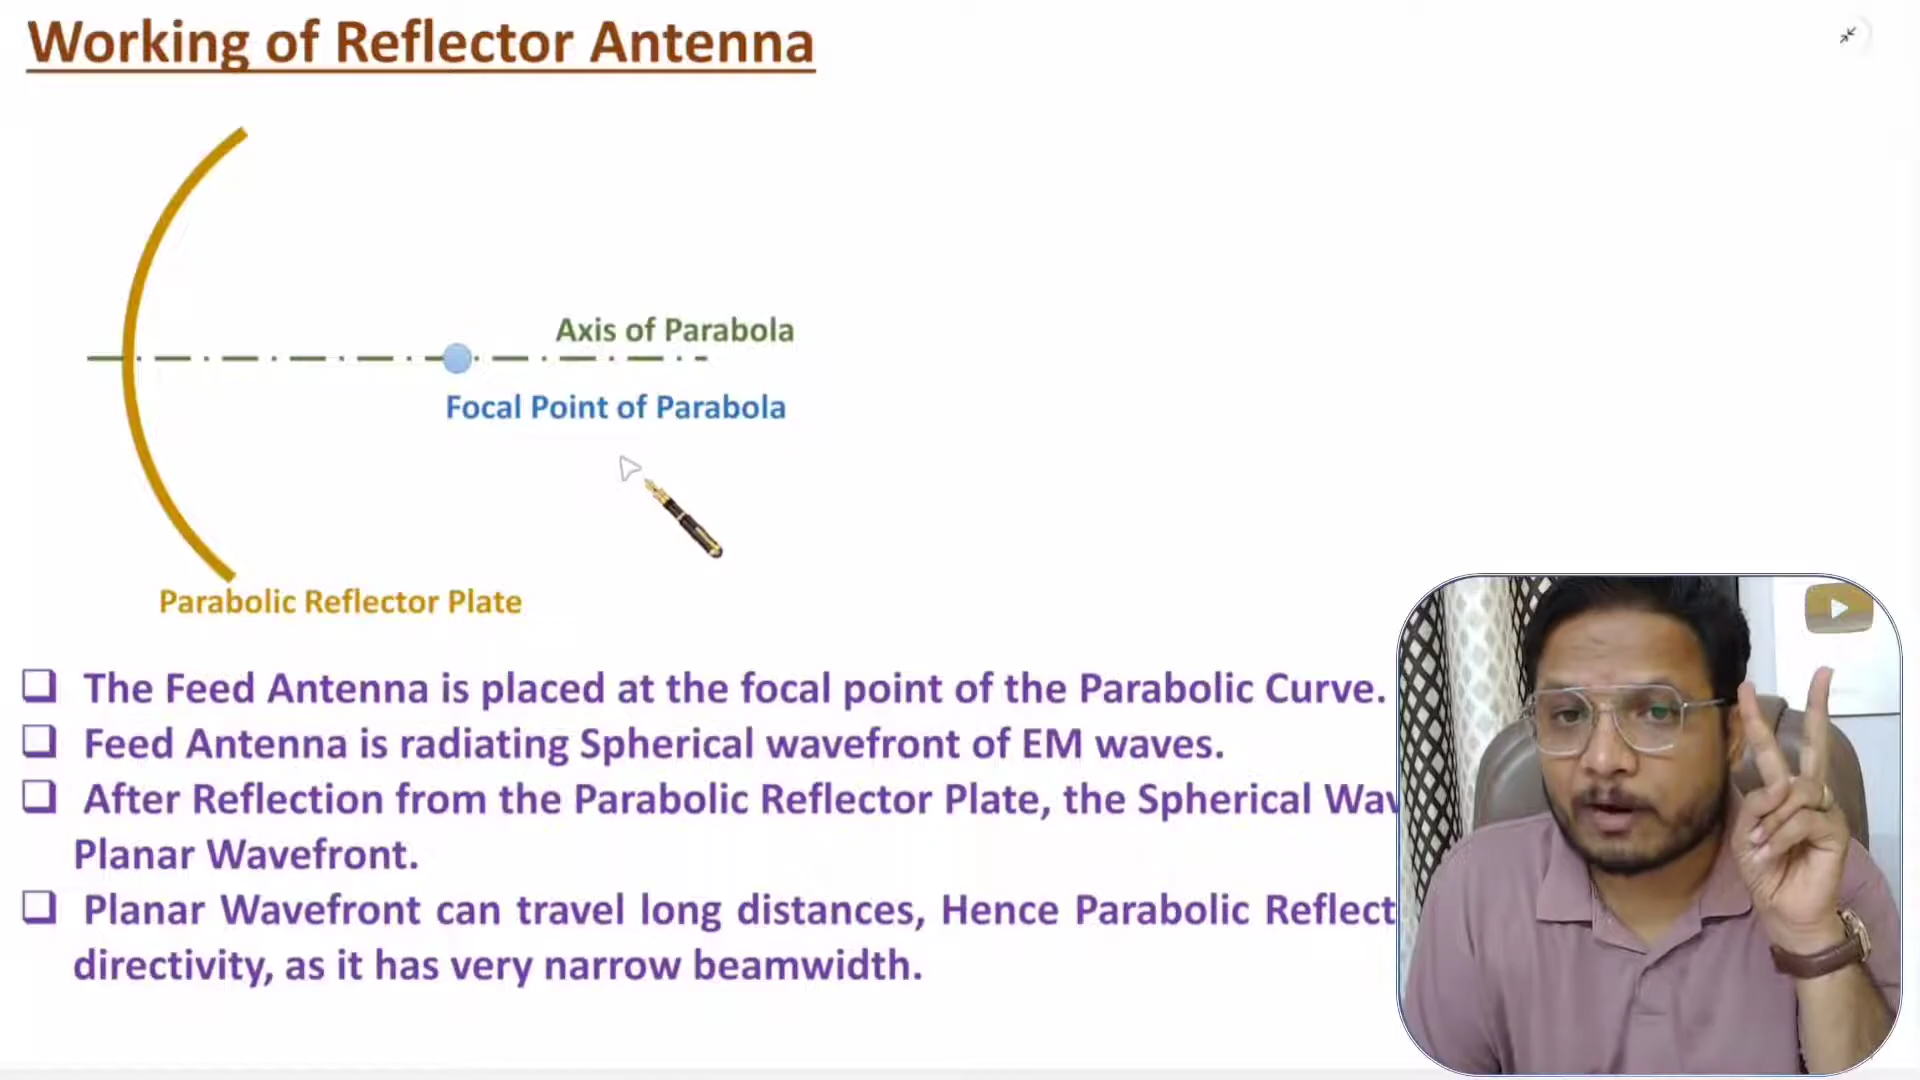 Working of Reflector Antenna
Axis of Parabola
Focal Point of Parabola
Parabolic Reflector Plate
The Feed Antenna is placed at the focal point of the Parabolic Curve.
Feed Antenna is radiating Spherical wavefront of EM waves.
After Reflection from the Parabolic Reflector Plate, the Spherical
Planar Wavefront.
Planar Wavefront can travel long distances, Hence Parabolic
directivity, as it has very narrow beamwidth.